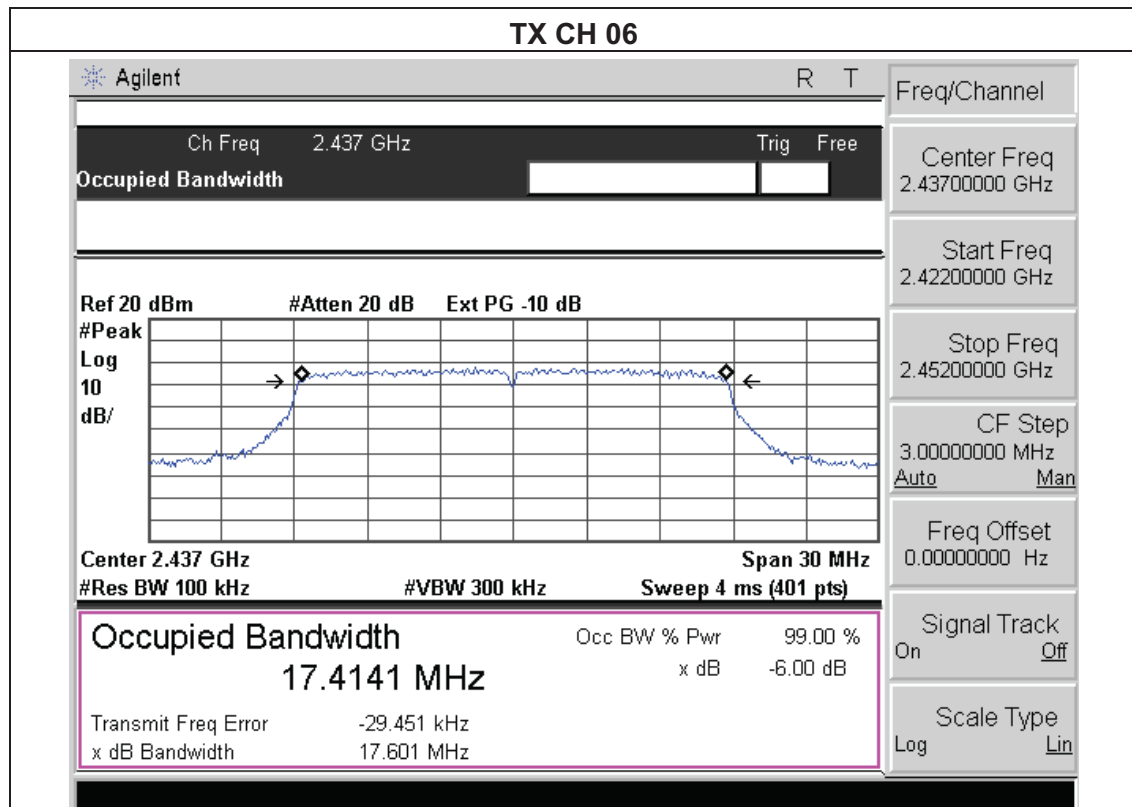 TX CH 06
Agilent R T
Ch Freq 2.437 GHz Trig Free
Occupied Bandwidth
Ref 20 dBm #Atten 20 dB Ext PG -10 dB
#Peak
Log
10
dB/
Center 2.437 GHz Span 30 MHz
#Res BW 100 kHz #VBW 300 kHz Sweep 4 ms (401 pts)
Occupied Bandwidth Occ BW % Pwr 99.00 %
17.4141 MHz x dB -6.00 dB
Transmit Freq Error -29.451 kHz
x dB Bandwidth 17.601 MHz
Freq/Channel
Center Freq
2.43700000 GHz
Start Freq
2.42200000 GHz
Stop Freq
2.45200000 GHz
CF Step
3.00000000 MHz
Auto Man
Freq Offset
0.00000000 Hz
Signal Track
On Off
Scale Type
Log Lin